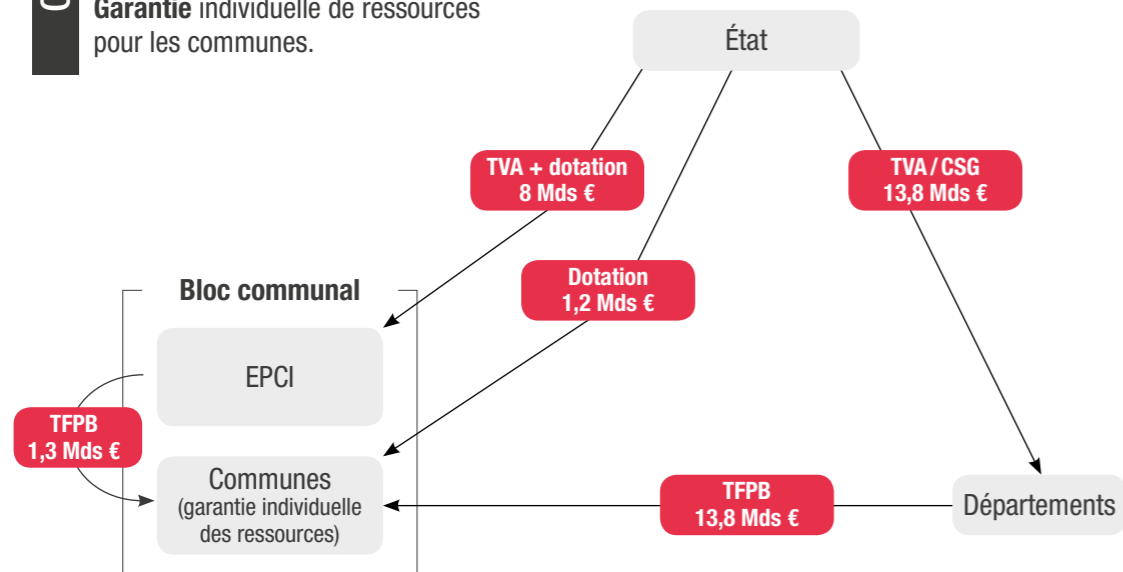 Garantie individuelle de ressources
pour les communes.
État
TVA + dotation
8 Mds €
TVA / CSG
13,8 Mds €
Dotation
1,2 Mds €
Bloc communal
EPCI
TFPB
1,3 Mds €
Communes
(garantie individuelle
des ressources)
TFPB
13,8 Mds €
Départements